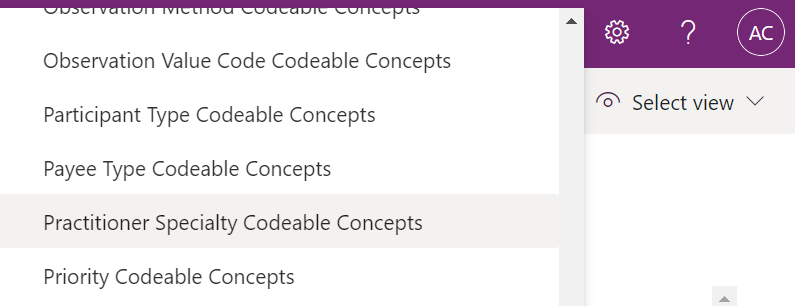 Observation Method Codeable Concepts
AC
Observation Value Code Codeable Concepts
Select view
Participant Type Codeable Concepts
Payee Type Codeable Concepts
Practitioner Specialty Codeable Concepts
Priority Codeable Concepts